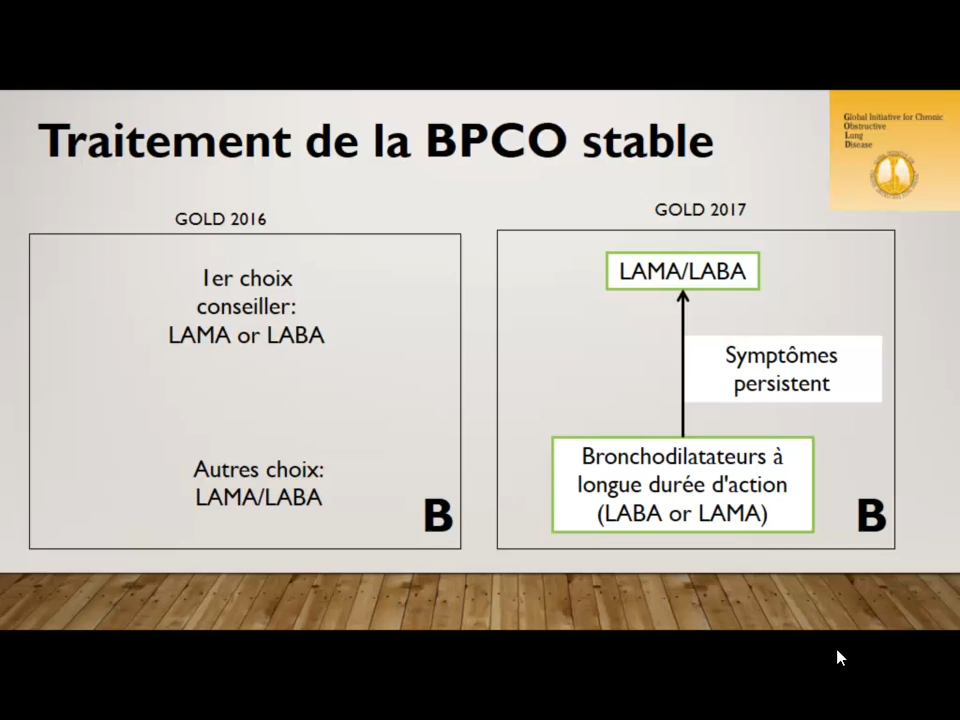 Traitement de la BPCO stable
Global Initiative for Chronic
Obstructive
Lung
Disease
GOLD 2016
1er choix
conseiller:
LAMA or LABA
Autres choix:
LAMA/LABA
B
GOLD 2017
LAMA/LABA
Symptômes
persistent
Bronchodilatateurs à
longue durée d'action
(LABA or LAMA)
B